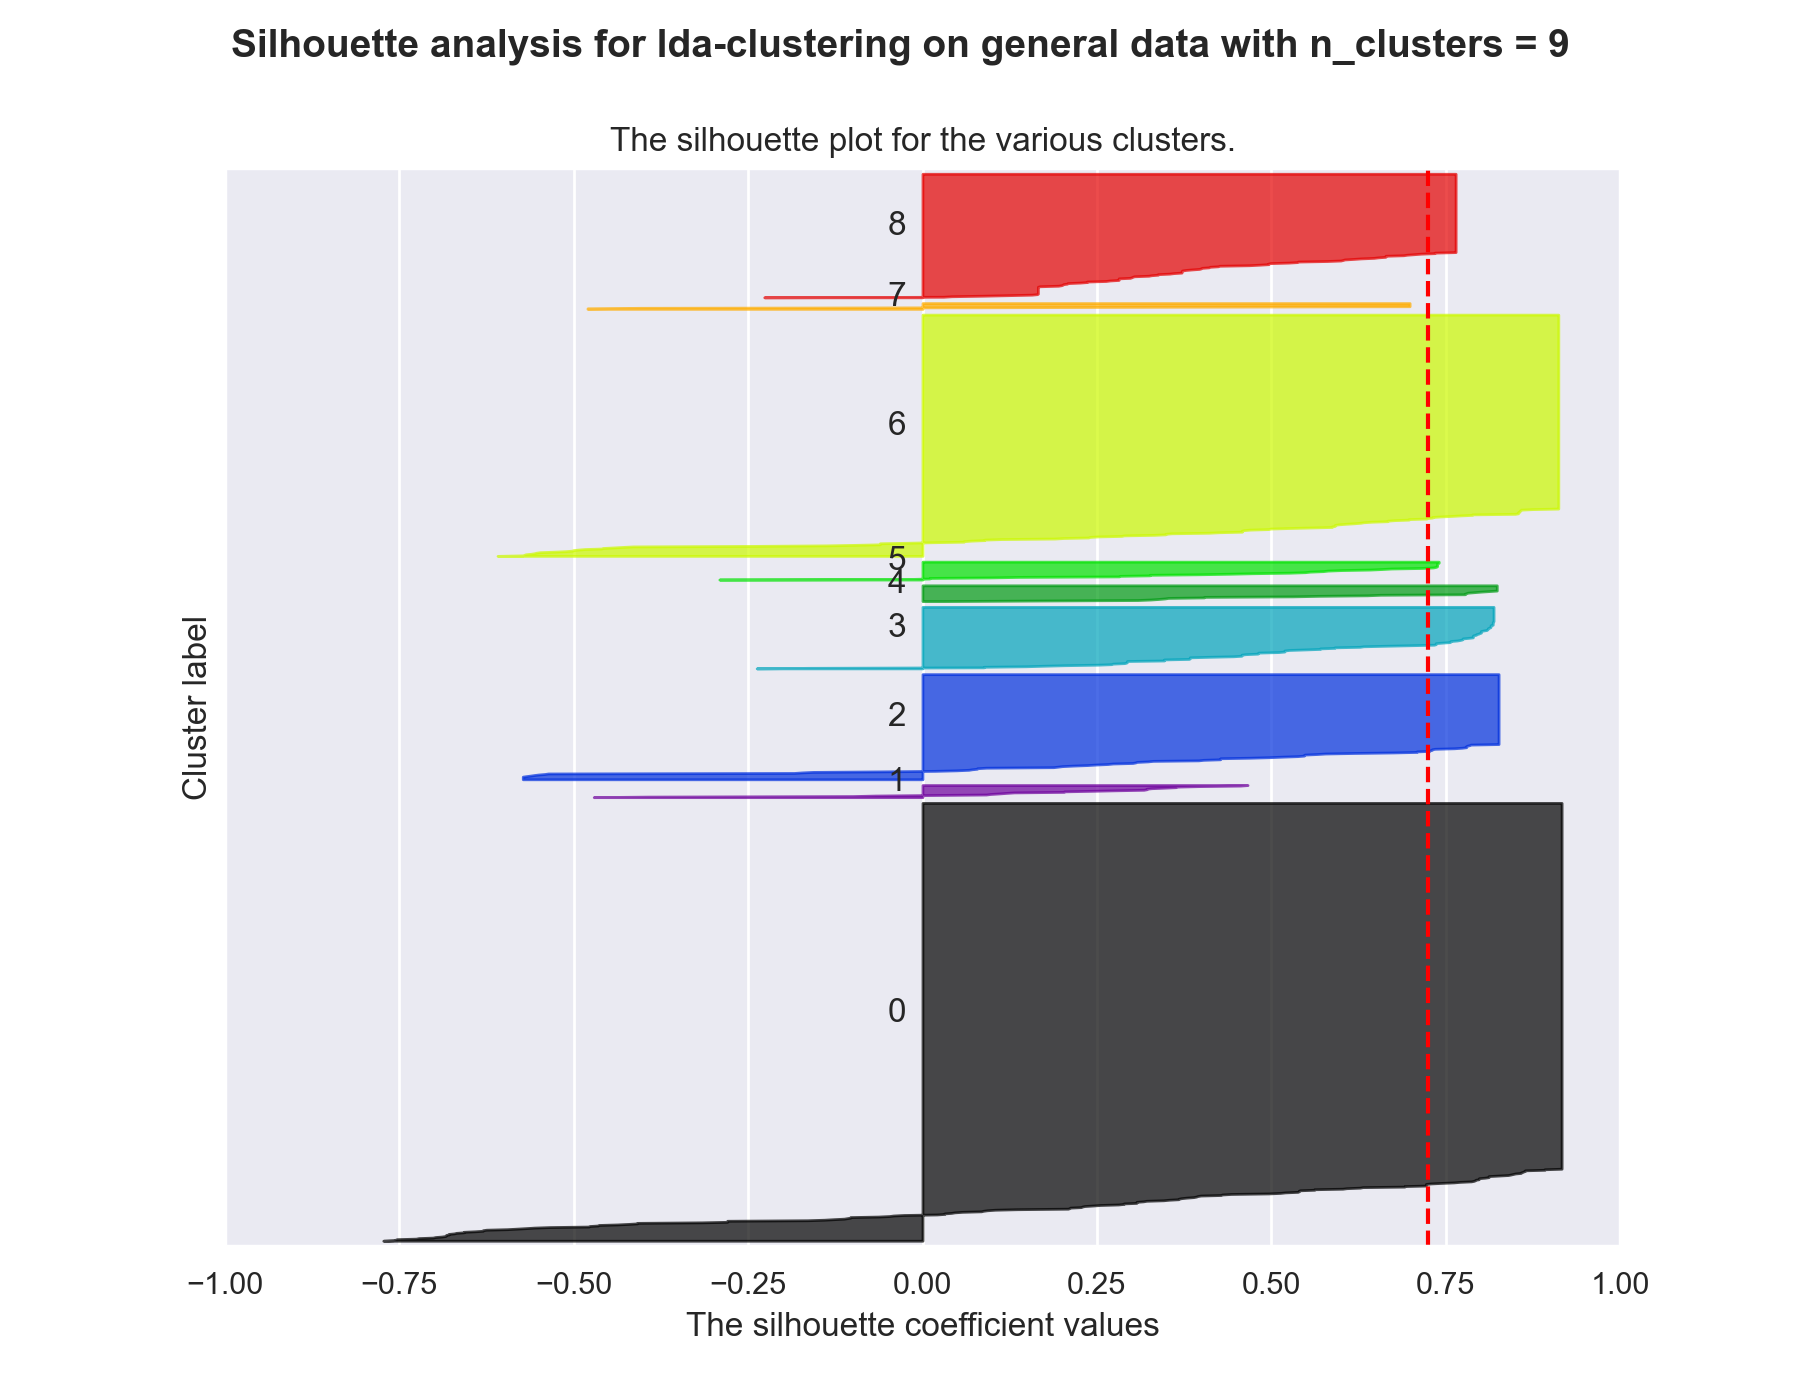 Silhouette analysis for lda-clustering on general data with n_clusters = 9
The silhouette plot for the various clusters.
Cluster label
8
7
6
5
4
3
2
1
0
−1.00 −0.75 −0.50 −0.25 0.00 0.25 0.50 0.75 1.00
The silhouette coefficient values